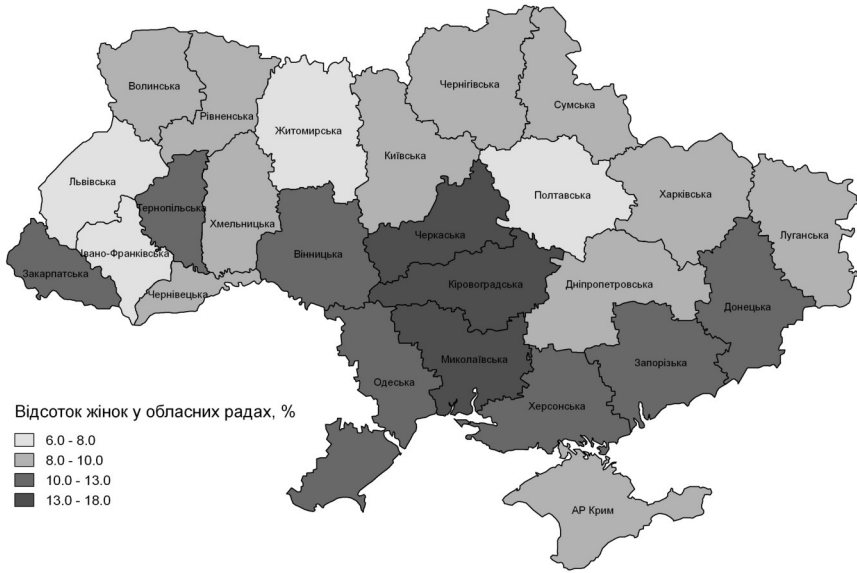 Волинська
Рівненська
Житомирська
Київська
Чернігівська
Сумська
Львівська
Тернопільська
Хмельницька
Вінницька
Черкаська
Полтавська
Харківська
Луганська
Закарпатська
Івано-Франківська
Чернівецька
Кіровоградська
Дніпропетровська
Донецька
Одеська
Миколаївська
Херсонська
Запорізька
АР Крим
Відсоток жінок у обласних радах, %
6.0 - 8.0
8.0 - 10.0
10.0 - 13.0
13.0 - 18.0